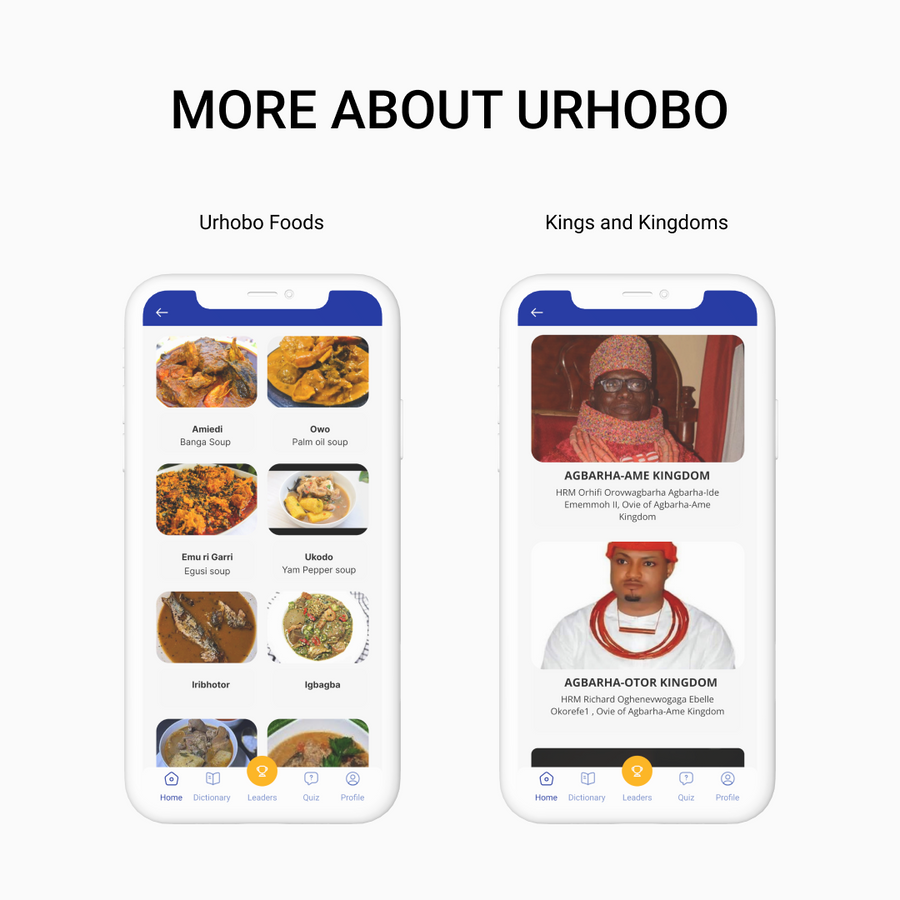 MORE ABOUT URHOBO
Urhobo Foods
Kings and Kingdoms
Amiedi
Banga Soup
Owo
Palm oil soup
Emu ri Garri
Egusi soup
Ukodo
Yam Pepper soup
Iribhotor
Igbagba
Home
Dictionary
Leaders
Quiz
Profile
AGBARHA-AME KINGDOM
HRM Orhifi Orovwagbarha Agbarha-Ide
Ememmoh II, Ovie of Agbarha-Ame
Kingdom
AGBARHA-OTOR KINGDOM
HRM Richard Oghenevwogaga Ebelle
Okorefe1 , Ovie of Agbarha-Ame Kingdom
Home
Dictionary
Leaders
Quiz
Profile